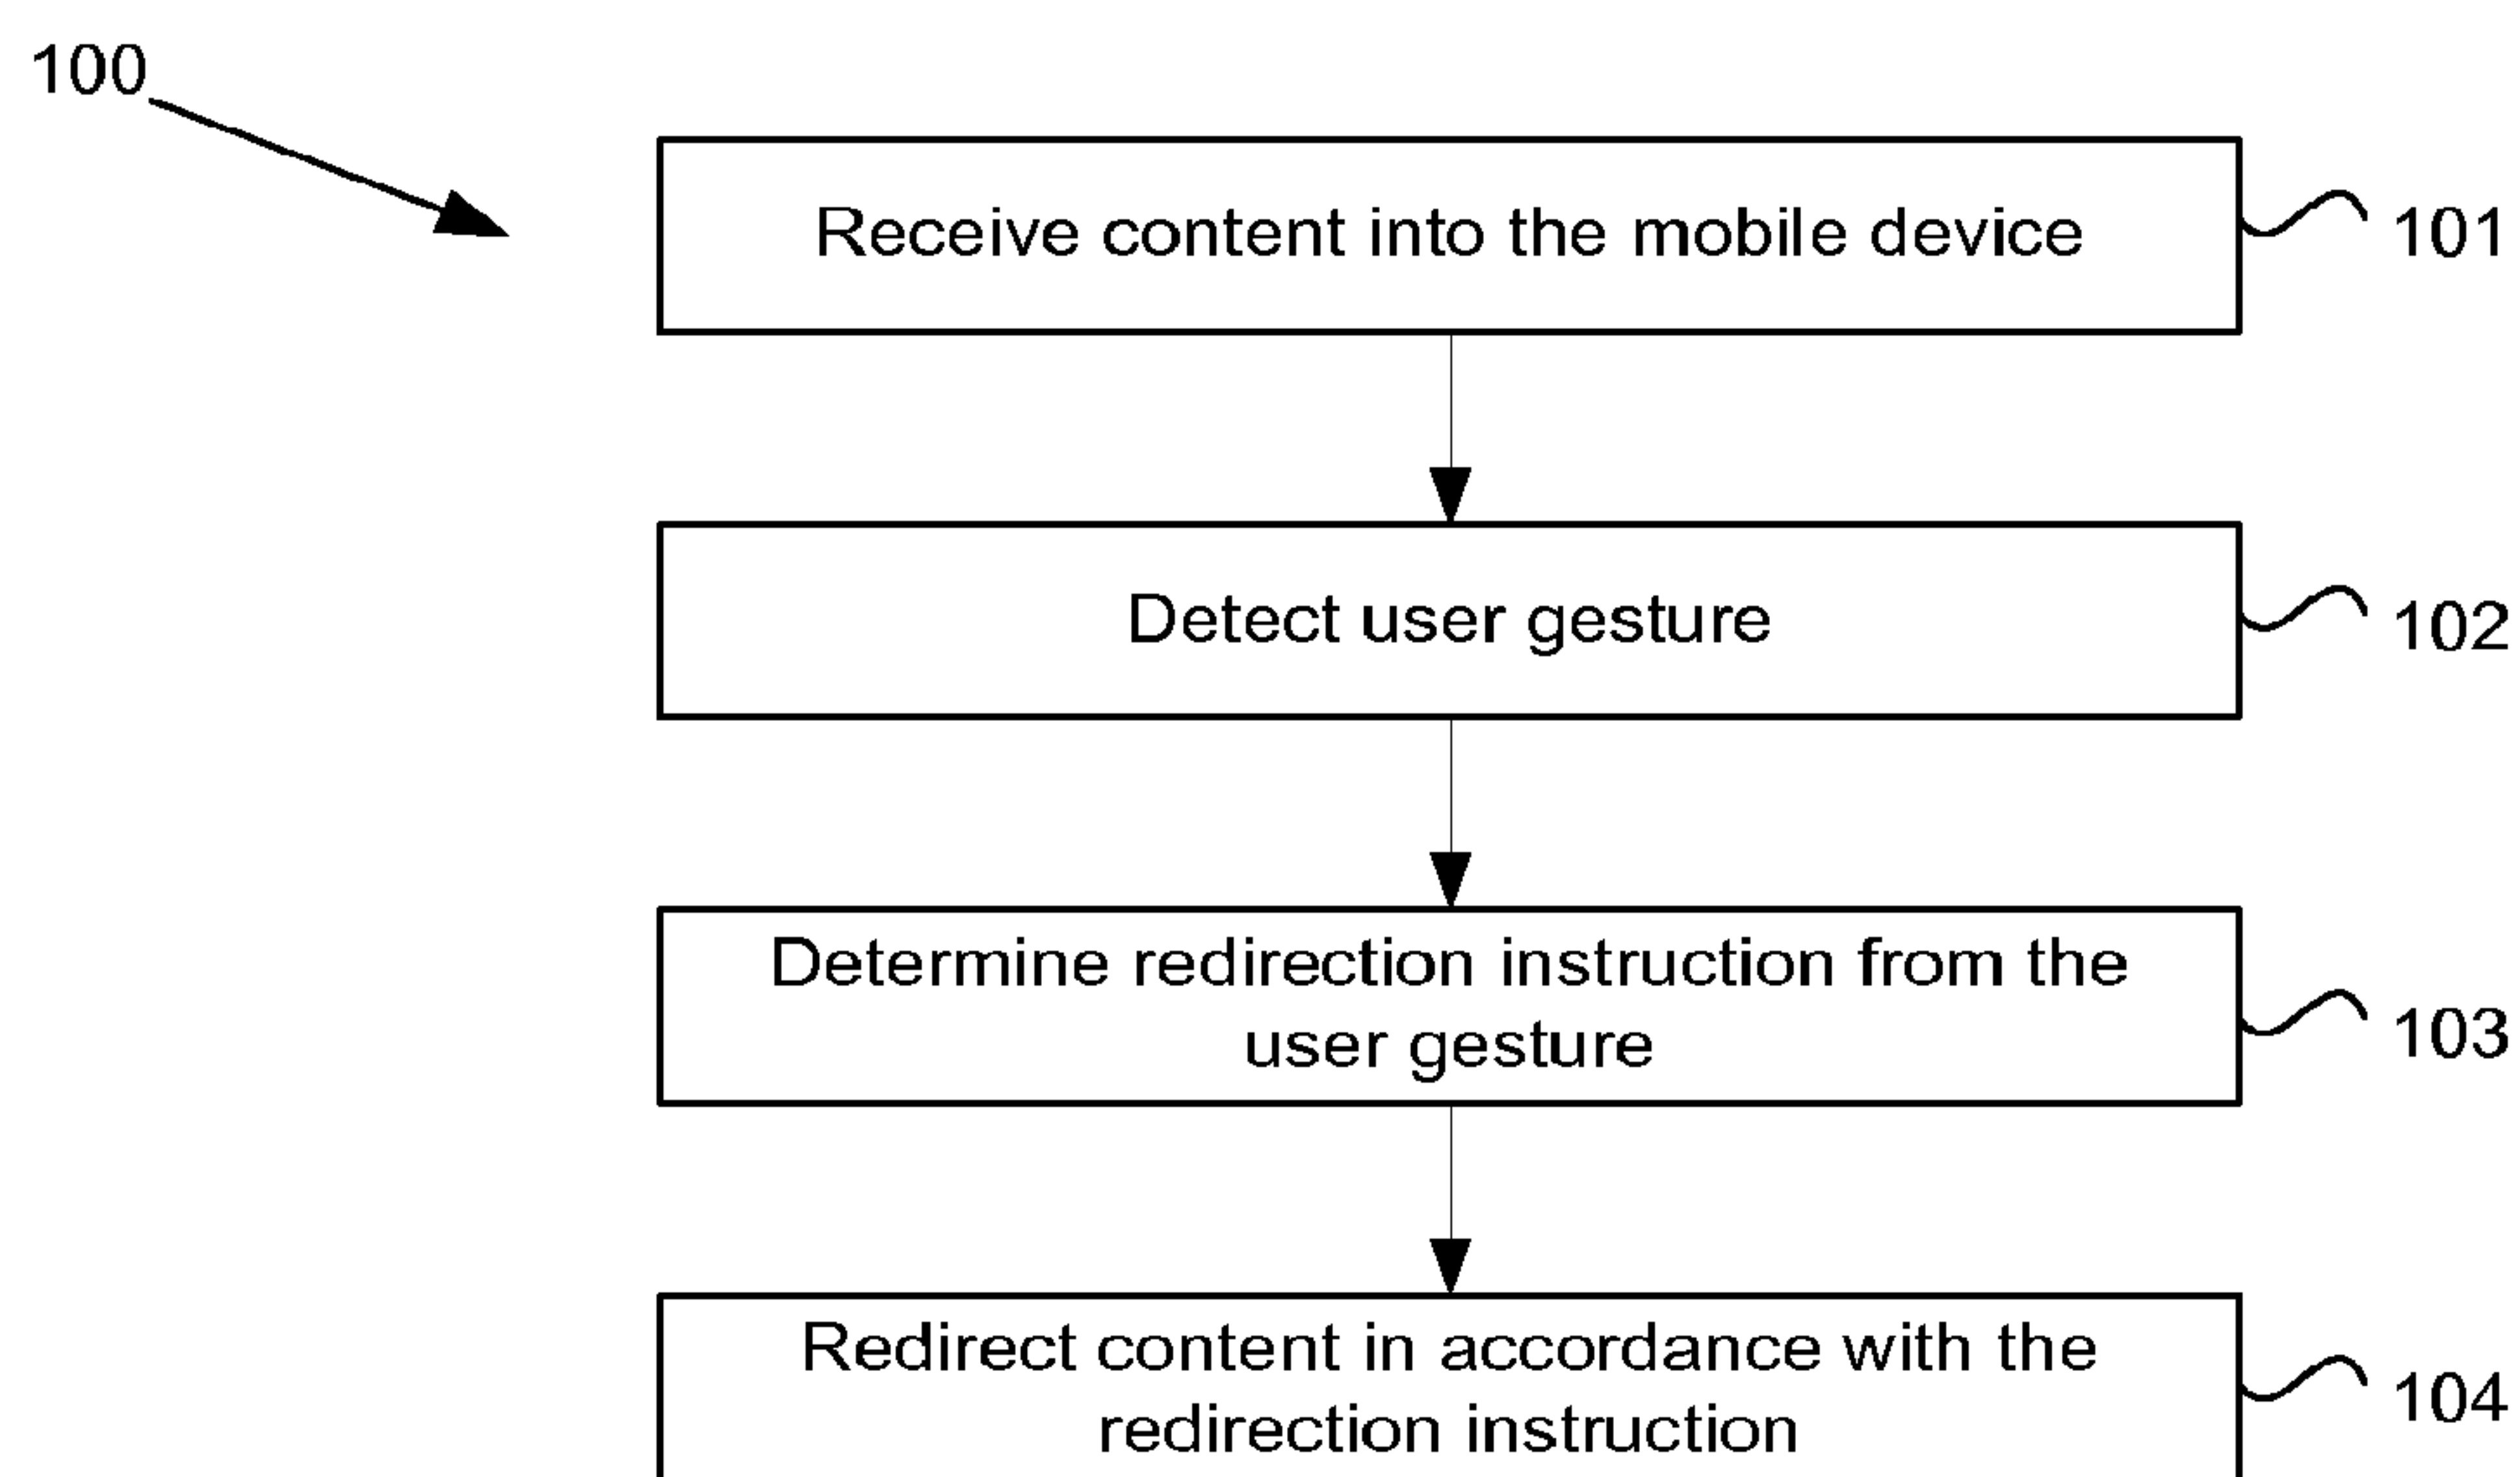 100
Receive content into the mobile device
101
Detect user gesture
102
Determine redirection instruction from the
user gesture
103
Redirect content in accordance with the
redirection instruction
104